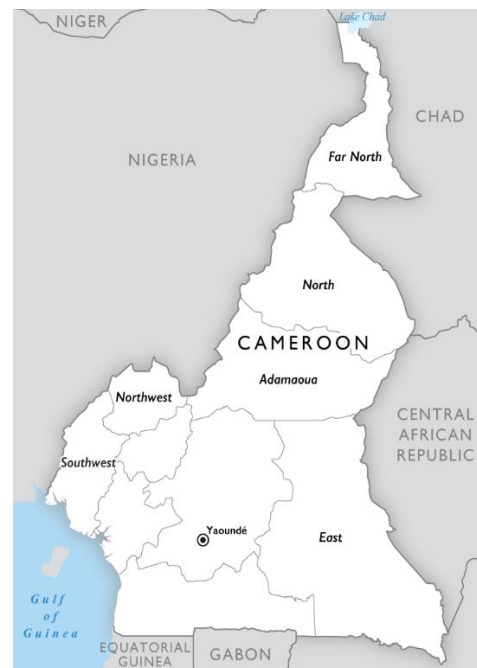 NIGER
Lake Chad
CHAD
NIGERIA
Far North
North
CAMEROON
Adamaoua
Northwest
CENTRAL
AFRICAN
REPUBLIC
Southwest
Yaoundé
East
Gulf
of
Guinea
EQUATORIAL
GUINEA
GABON